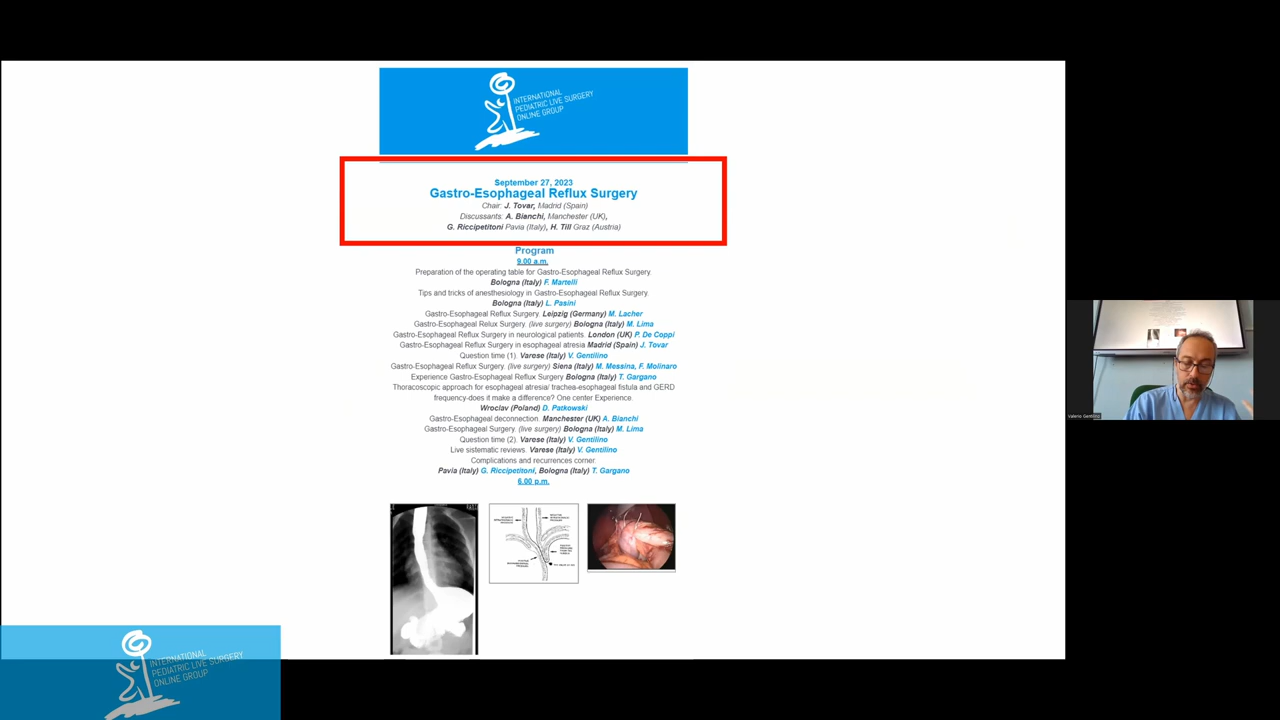 INTERNATIONAL
PEDIATRIC LIVE SURGERY
ONLINE GROUP
September 27, 2023
Gastro-Esophageal Reflux Surgery
Chair: J. Tovar, Madrid (Spain)
Discussants: A. Bianchi, Manchester (UK),
G. Riccipetitoni Pavia (Italy), H. Till Graz (Austria)
Program
9.00 a.m.
Preparation of the operating table for Gastro-Esophageal Reflux Surgery.
Bologna (Italy) F. Martelli
Tips and tricks of anesthesiology in Gastro-Esophageal Reflux Surgery.
Bologna (Italy) L. Pasini
Gastro-Esophageal Reflux Surgery. Leipzig (Germany) M. Lacher
Gastro-Esophageal Relux Surgery. (live surgery) Bologna (Italy) M. Lima
Gastro-Esophageal Reflux Surgery in neurological patients. London (UK) P. De Coppi
Gastro-Esophageal Reflux Surgery in esophageal atresia Madrid (Spain) J. Tovar
Question time (1). Varese (Italy) V. Gentilino
Gastro-Esophageal Reflux Surgery. (live surgery) Siena (Italy) M. Messina, F. Molinaro
Experience Gastro-Esophageal Reflux Surgery Bologna (Italy) T. Gargano
Thoracoscopic approach for esophageal atresia/ trachea-esophageal fistula and GERD
frequency-does it make a difference? One center Experience.
Wroclav (Poland) D. Patkowski
Gastro-Esophageal deconnection. Manchester (UK) A. Bianchi
Gastro-Esophageal Surgery. (live surgery) Bologna (Italy) M. Lima
Question time (2). Varese (Italy) V. Gentilino
Live sistematic reviews. Varese (Italy) V. Gentilino
Complications and recurrences corner.
Pavia (Italy) G. Riccipetitoni, Bologna (Italy) T. Gargano
6.00 p.m.
Valerio Gentilino
INTERNATIONAL
PEDIATRIC LIVE SURGERY
ONLINE GROUP